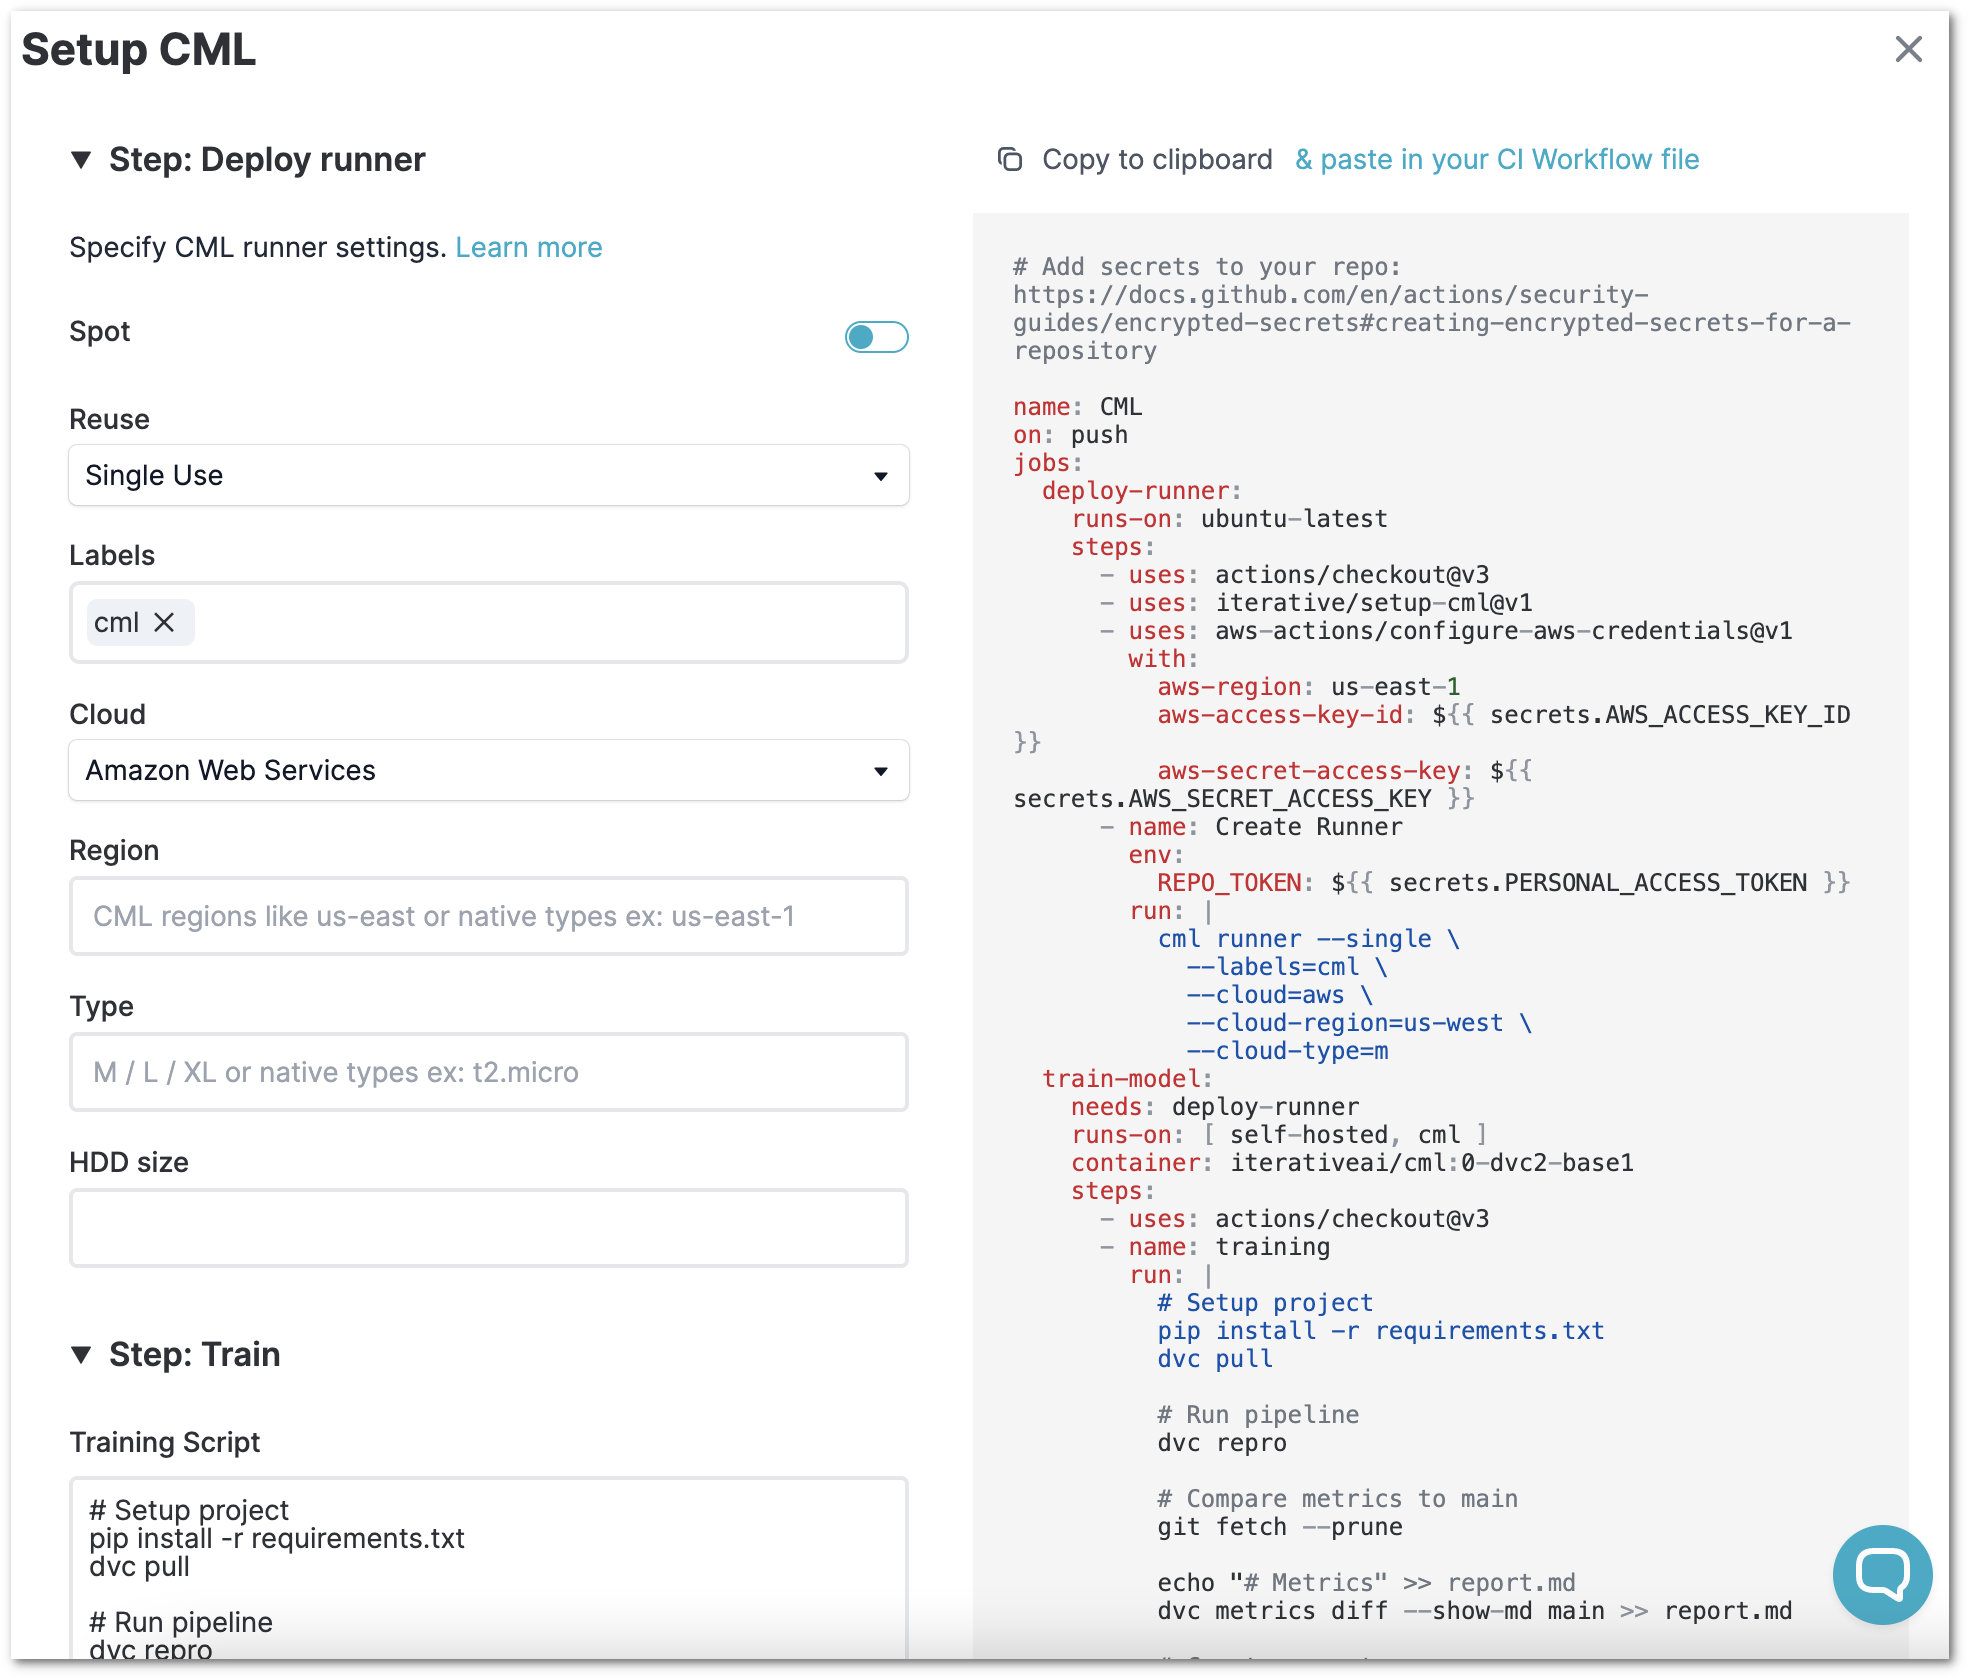 Setup CML
Step: Deploy runner
Specify CML runner settings. Learn more
Spot
Reuse
Single Use
Labels
cml
Cloud
Amazon Web Services
Region
CML regions like us-east or native types ex: us-east-1
Type
M / L / XL or native types ex: t2.micro
HDD size
Step: Train
Training Script
# Setup project
pip install -r requirements.txt
dvc pull
# Run pipeline
dvc repro
Copy to clipboard & paste in your CI Workflow file
# Add secrets to your repo:
https://docs.github.com/en/actions/security-
guides/encrypted-secrets#creating-encrypted-secrets-for-a-
repository
name: CML
on: push
jobs:
  deploy-runner:
    runs-on: ubuntu-latest
    steps:
      - uses: actions/checkout@v3
      - uses: iterative/setup-cml@v1
      - uses: aws-actions/configure-aws-credentials@v1
        with:
          aws-region: us-east-1
          aws-access-key-id: ${{ secrets.AWS_ACCESS_KEY_ID
}}
          aws-secret-access-key: ${{
secrets.AWS_SECRET_ACCESS_KEY }}
      - name: Create Runner
        env:
          REPO_TOKEN: ${{ secrets.PERSONAL_ACCESS_TOKEN }}
        run: |
          cml runner --single \
            --labels=cml \
            --cloud=aws \
            --cloud-region=us-west \
            --cloud-type=m
  train-model:
    needs: deploy-runner
    runs-on: [ self-hosted, cml ]
    container: iterativeai/cml:0-dvc2-base1
    steps:
      - uses: actions/checkout@v3
      - name: training
        run: |
          # Setup project
          pip install -r requirements.txt
          dvc pull
          # Run pipeline
          dvc repro
          # Compare metrics to main
          git fetch --prune
          echo "# Metrics" >> report.md
          dvc metrics diff --show-md main >> report.md